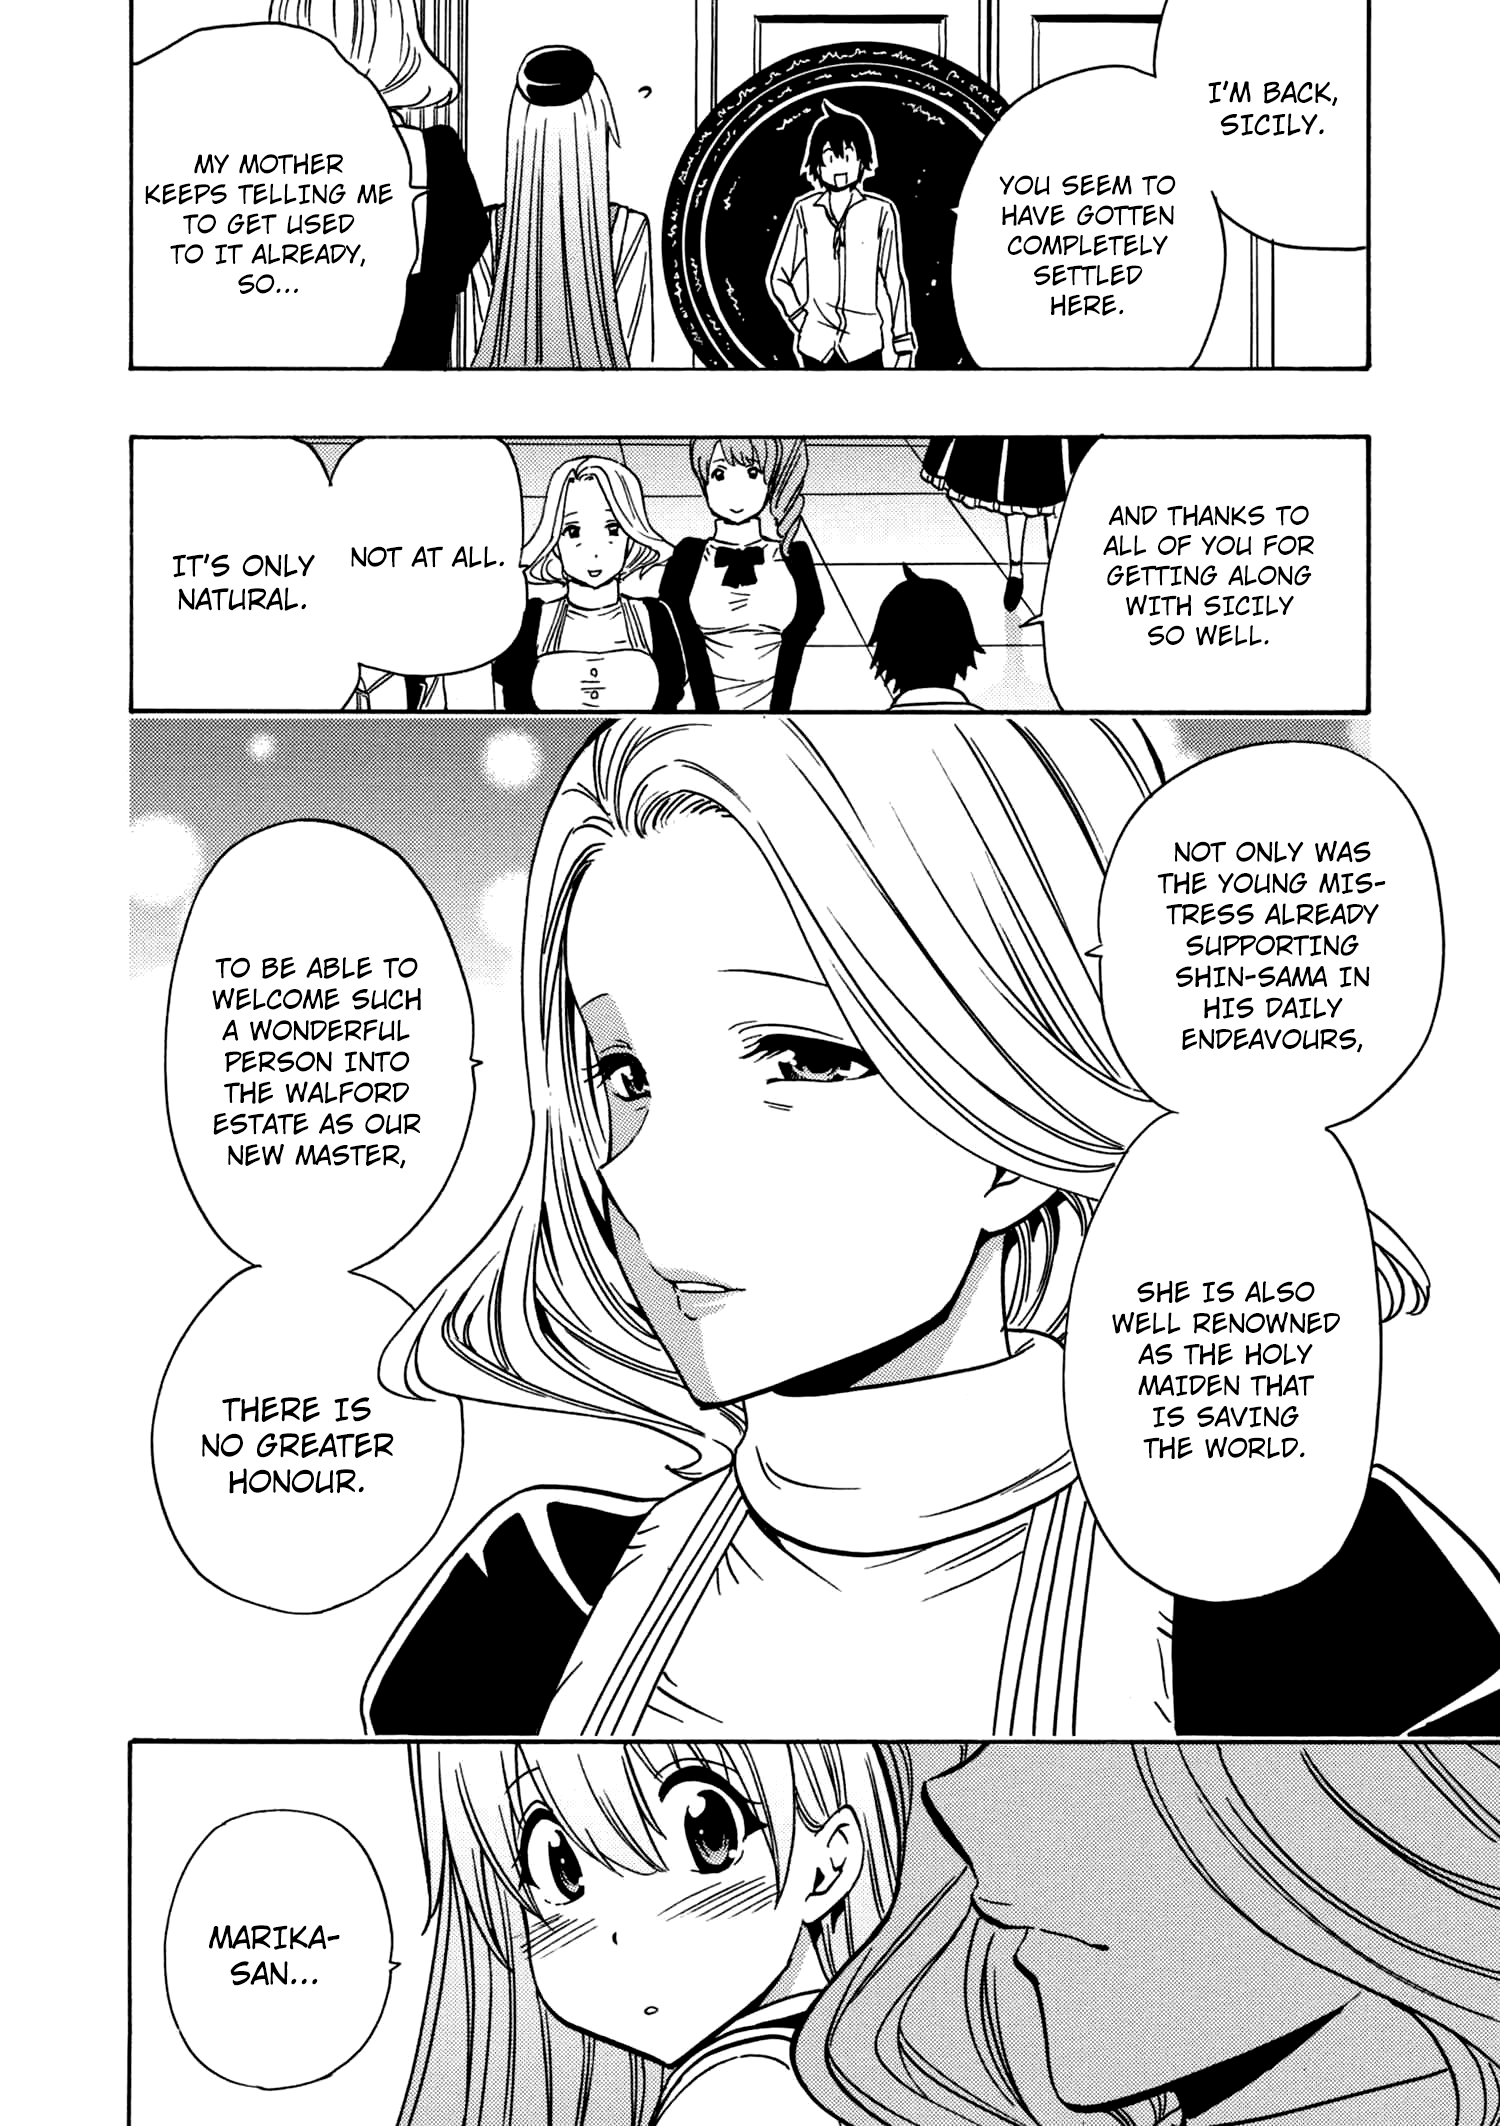 I'M BACK,
SICILY.
YOU SEEM TO
HAVE GOTTEN
COMPLETELY
SETTLED
HERE.
MY MOTHER
KEEPS TELLING ME
TO GET USED
TO IT ALREADY,
SO...
AND THANKS TO
ALL OF YOU FOR
GETTING ALONG
WITH SICILY
SO WELL.
NOT AT ALL.
IT'S ONLY
NATURAL.
NOT ONLY WAS
THE YOUNG MIS-
TRESS ALREADY
SUPPORTING
SHIN-SAMA IN
HIS DAILY
ENDEAVOURS,
SHE IS ALSO
WELL RENOWNED
AS THE HOLY
MAIDEN THAT
IS SAVING
THE WORLD.
TO BE ABLE TO
WELCOME SUCH
A WONDERFUL
PERSON INTO
THE WALFORD
ESTATE AS OUR
NEW MASTER,
THERE IS
NO GREATER
HONOUR.
MARIKA-
SAN...